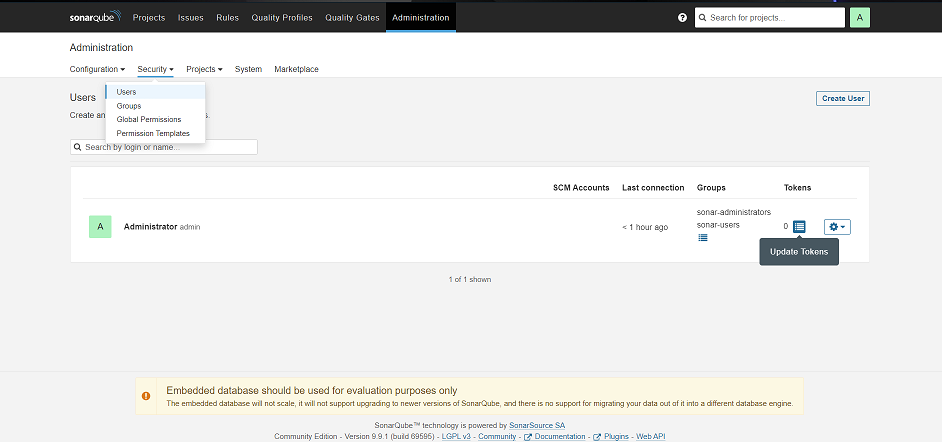 sonarqube Projects Issues Rules Quality Profiles Quality Gates Administration ? Search for projects... A
Administration
Configuration Security Projects System Marketplace
Users
Users
Groups
Global Permissions
Permission Templates
Create User
Create an
s.
Search by login or name...
SCM Accounts Last connection Groups Tokens
A Administrator admin < 1 hour ago
sonar-administrators
sonar-users
0
Update Tokens
1 of 1 shown
Embedded database should be used for evaluation purposes only
The embedded database will not scale, it will not support upgrading to newer versions of SonarQube, and there is no support for migrating your data out of it into a different database engine.
SonarQube™ technology is powered by SonarSource SA
Community Edition - Version 9.9.1 (build 69595) - LGPL v3 - Community - Documentation - Plugins - Web API